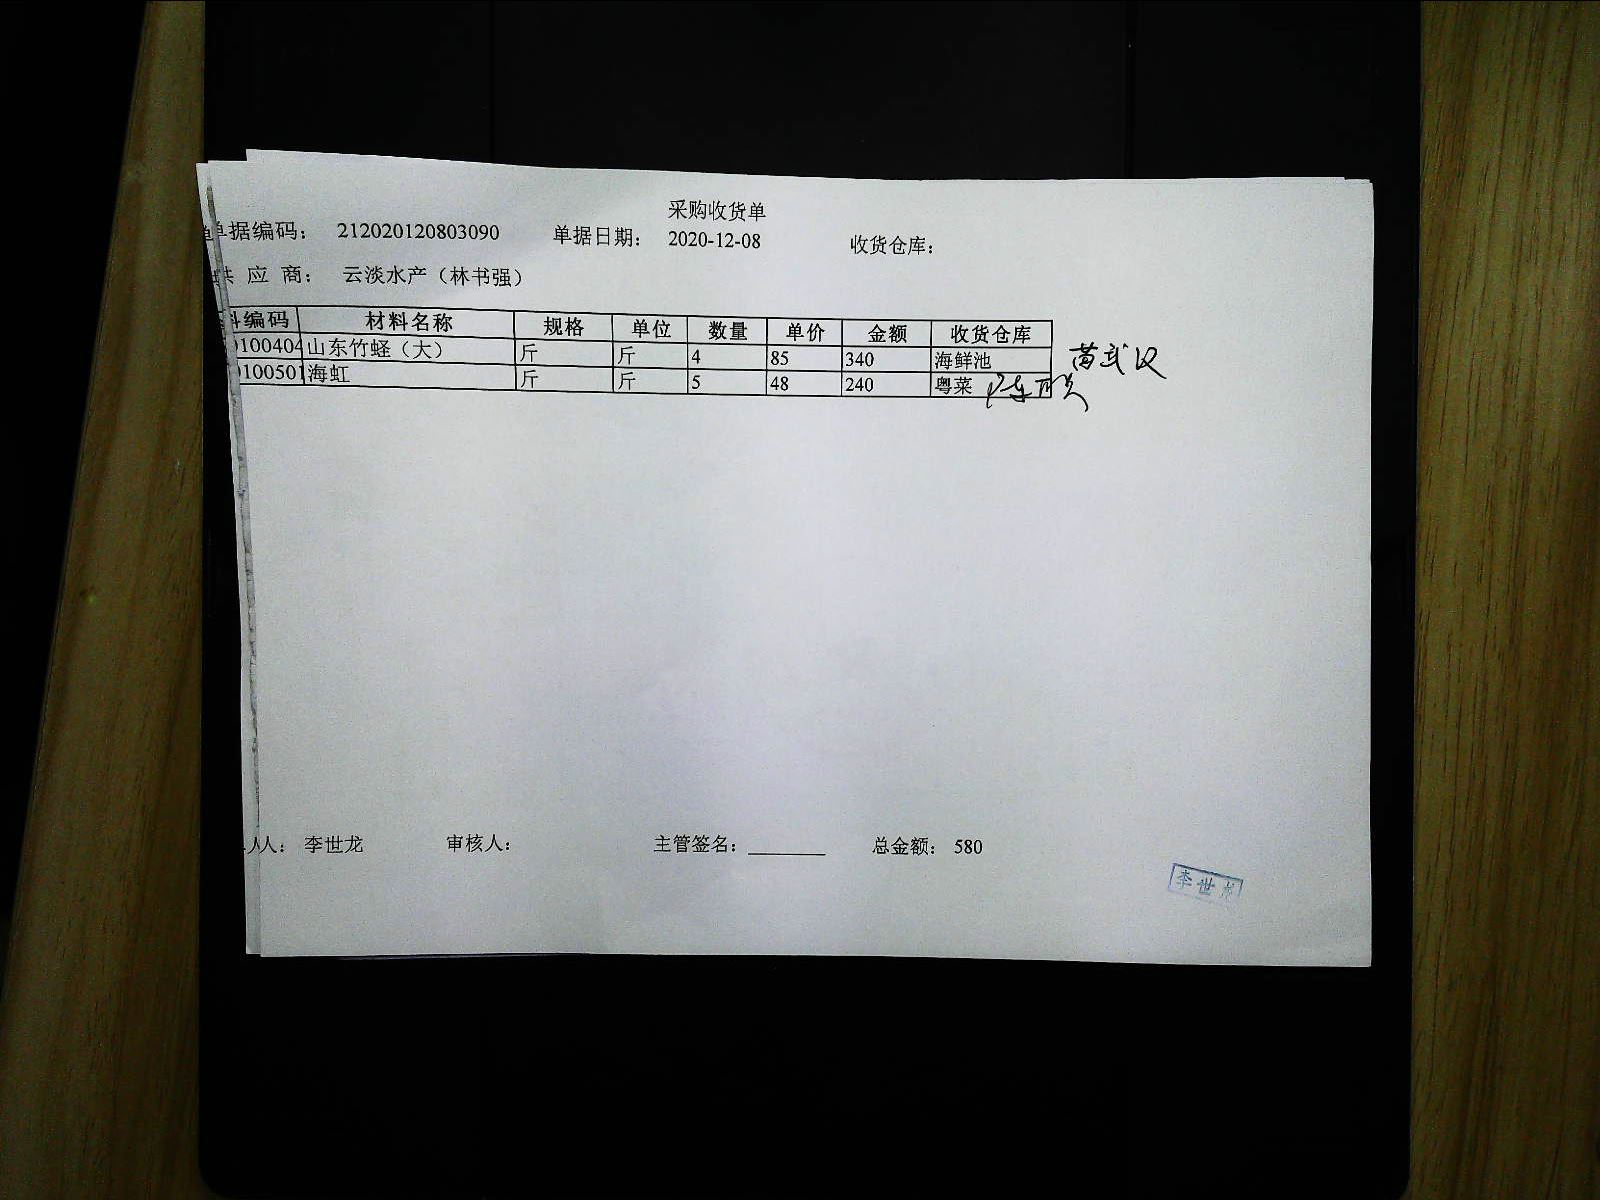 采购收货单
单据编码： 212020120803090 单据日期： 2020-12-08 收货仓库：
供 应 商： 云淡水产（林书强）
料编码 材料名称 规格 单位 数量 单价 金额 收货仓库
0100404 山东竹蛏（大） 斤 斤 4 85 340 海鲜池
0100501 海虹 斤 斤 5 48 240 粤菜
人： 李世龙 审核人： 主管签名： 总金额： 580
李世龙